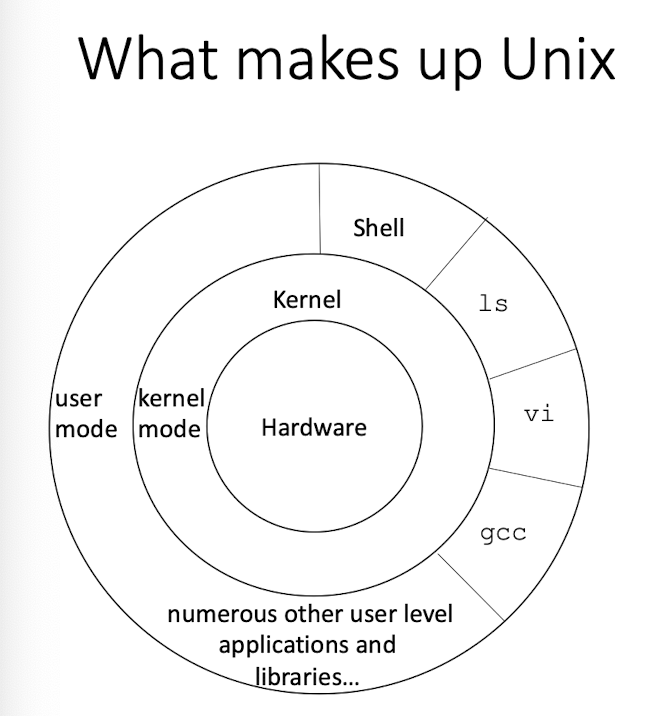 What makes up Unix
Shell
Kernel
ls
user
mode
kernel
mode
Hardware
vi
gcc
numerous other user level
applications and
libraries...